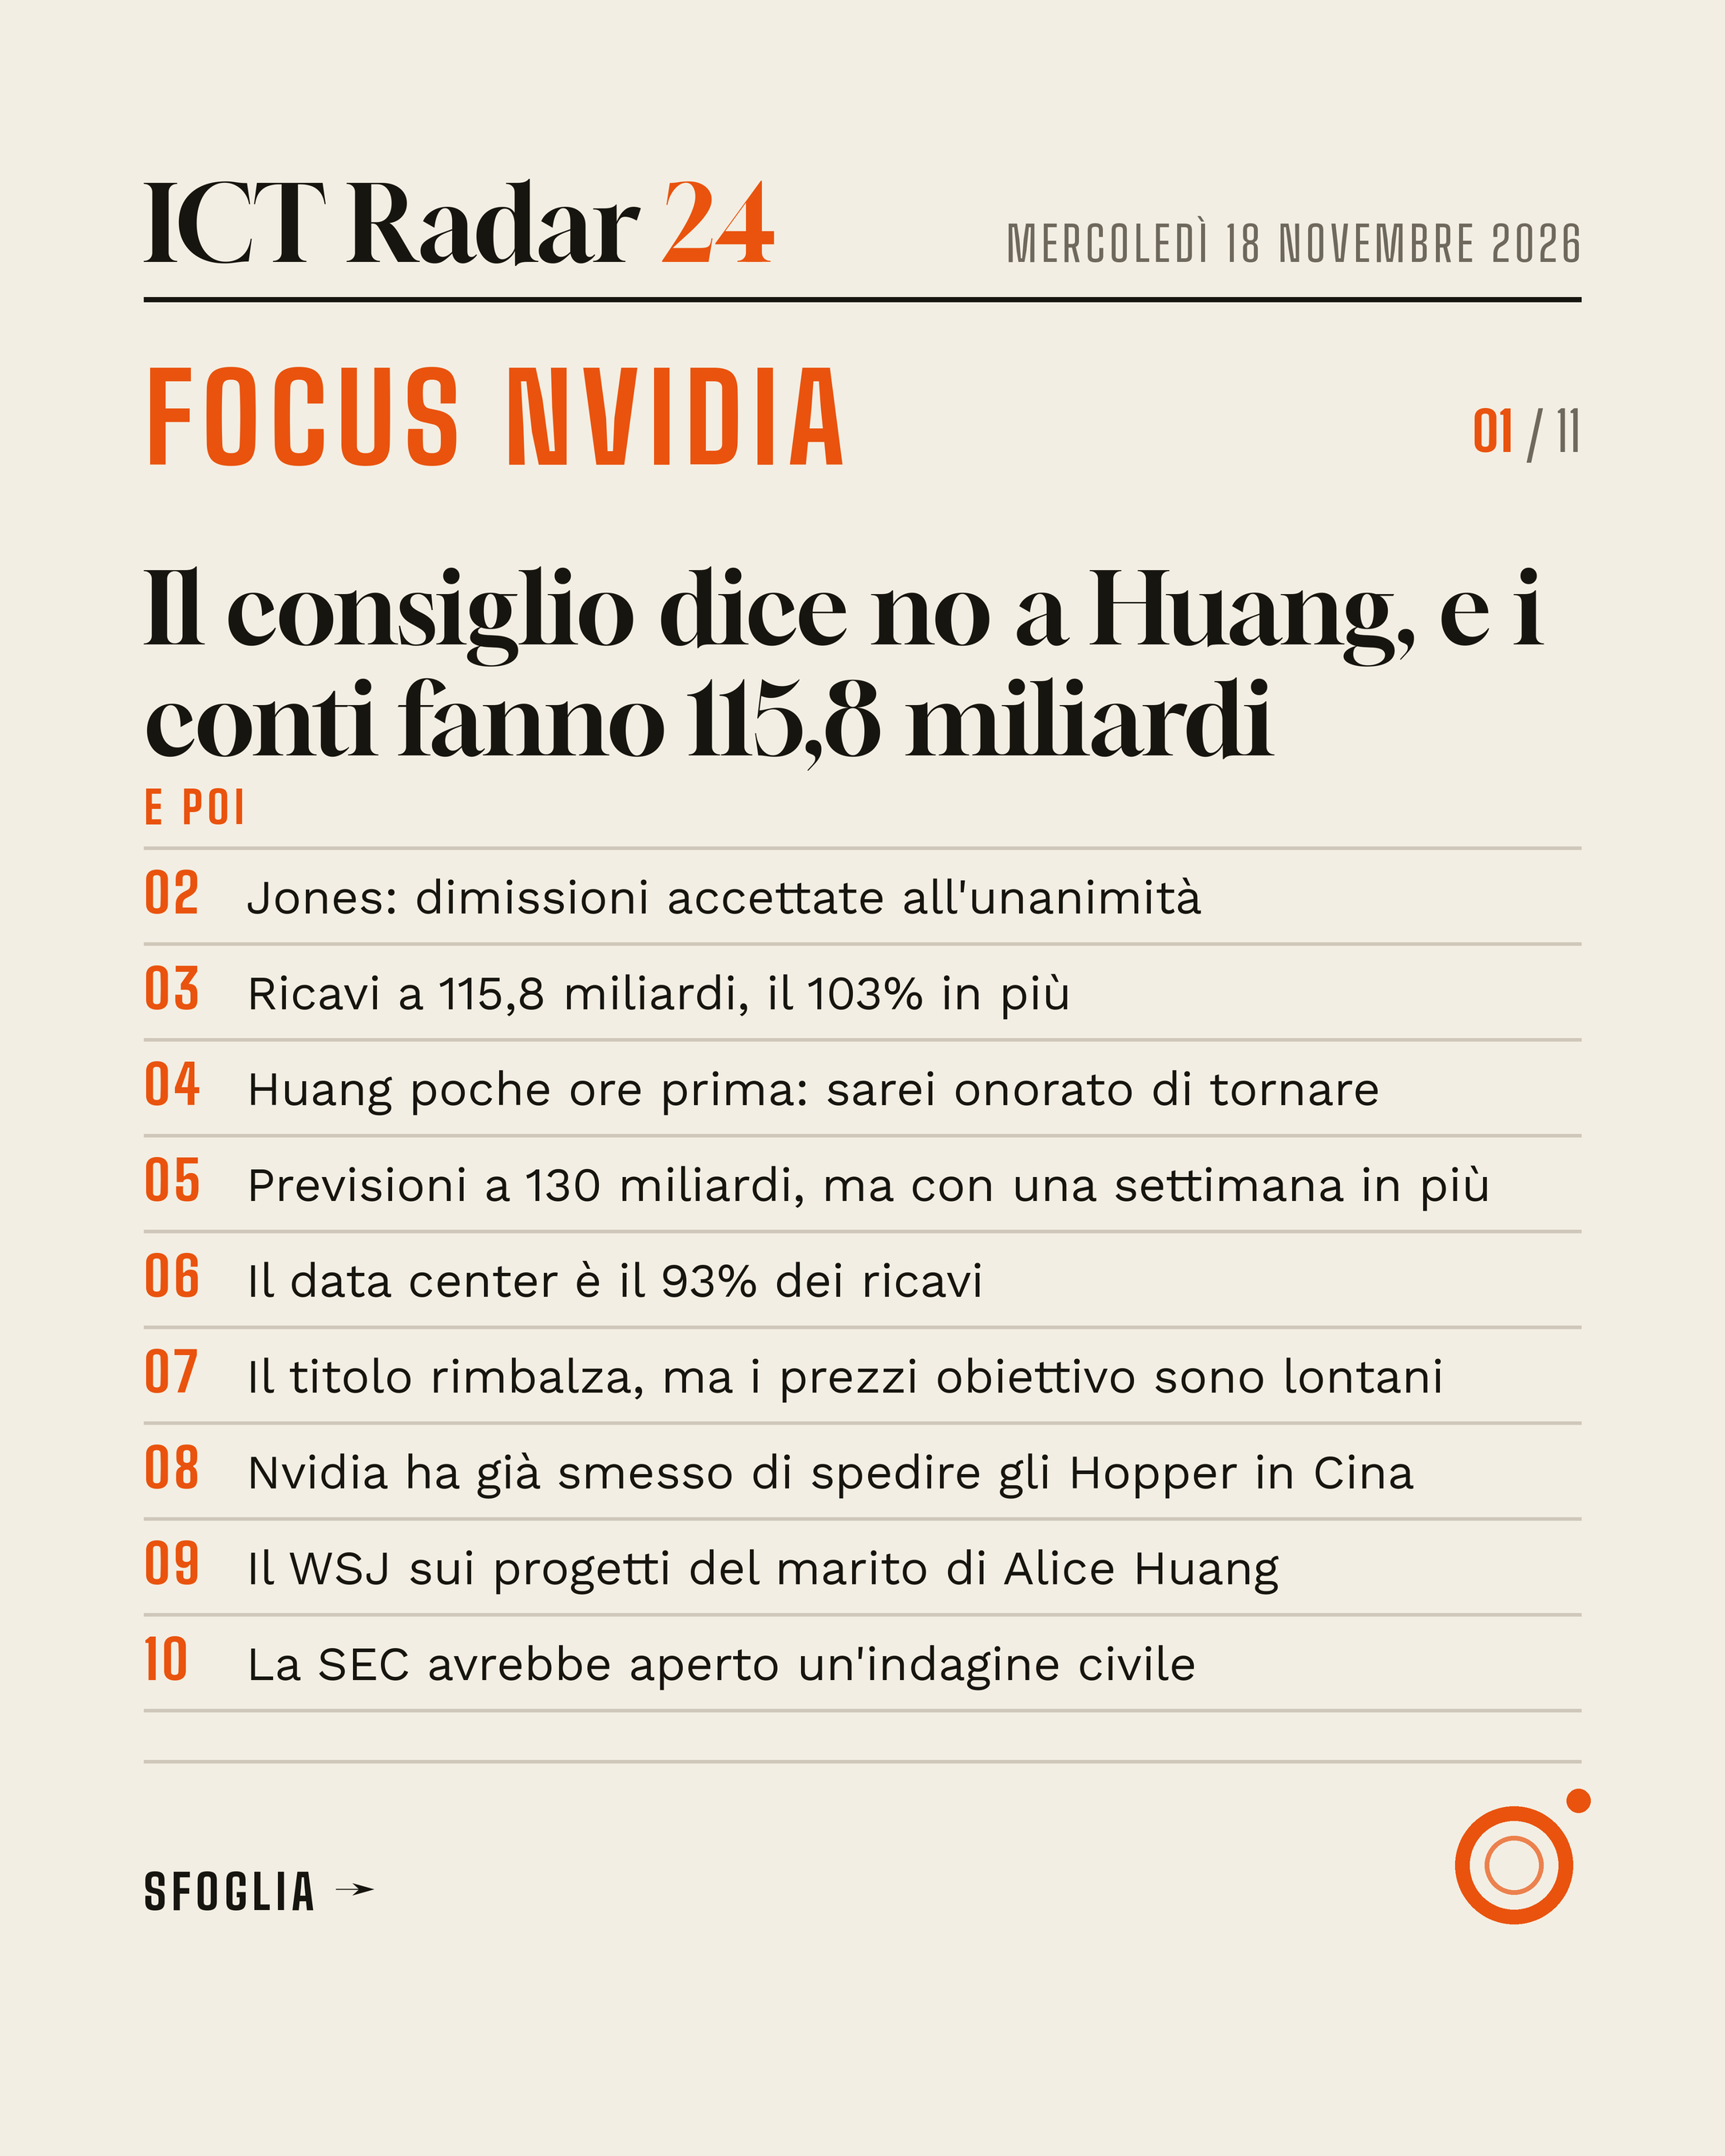 ICT Radar 24
MERCOLEDÌ 18 NOVEMBRE 2026
FOCUS NVIDIA
01 / 11
Il consiglio dice no a Huang, e i
conti fanno 115,8 miliardi
E POI
02 Jones: dimissioni accettate all'unanimità
03 Ricavi a 115,8 miliardi, il 103% in più
04 Huang poche ore prima: sarei onorato di tornare
05 Previsioni a 130 miliardi, ma con una settimana in più
06 Il data center è il 93% dei ricavi
07 Il titolo rimbalza, ma i prezzi obiettivo sono lontani
08 Nvidia ha già smesso di spedire gli Hopper in Cina
09 Il WSJ sui progetti del marito di Alice Huang
10 La SEC avrebbe aperto un'indagine civile
SFOGLIA →